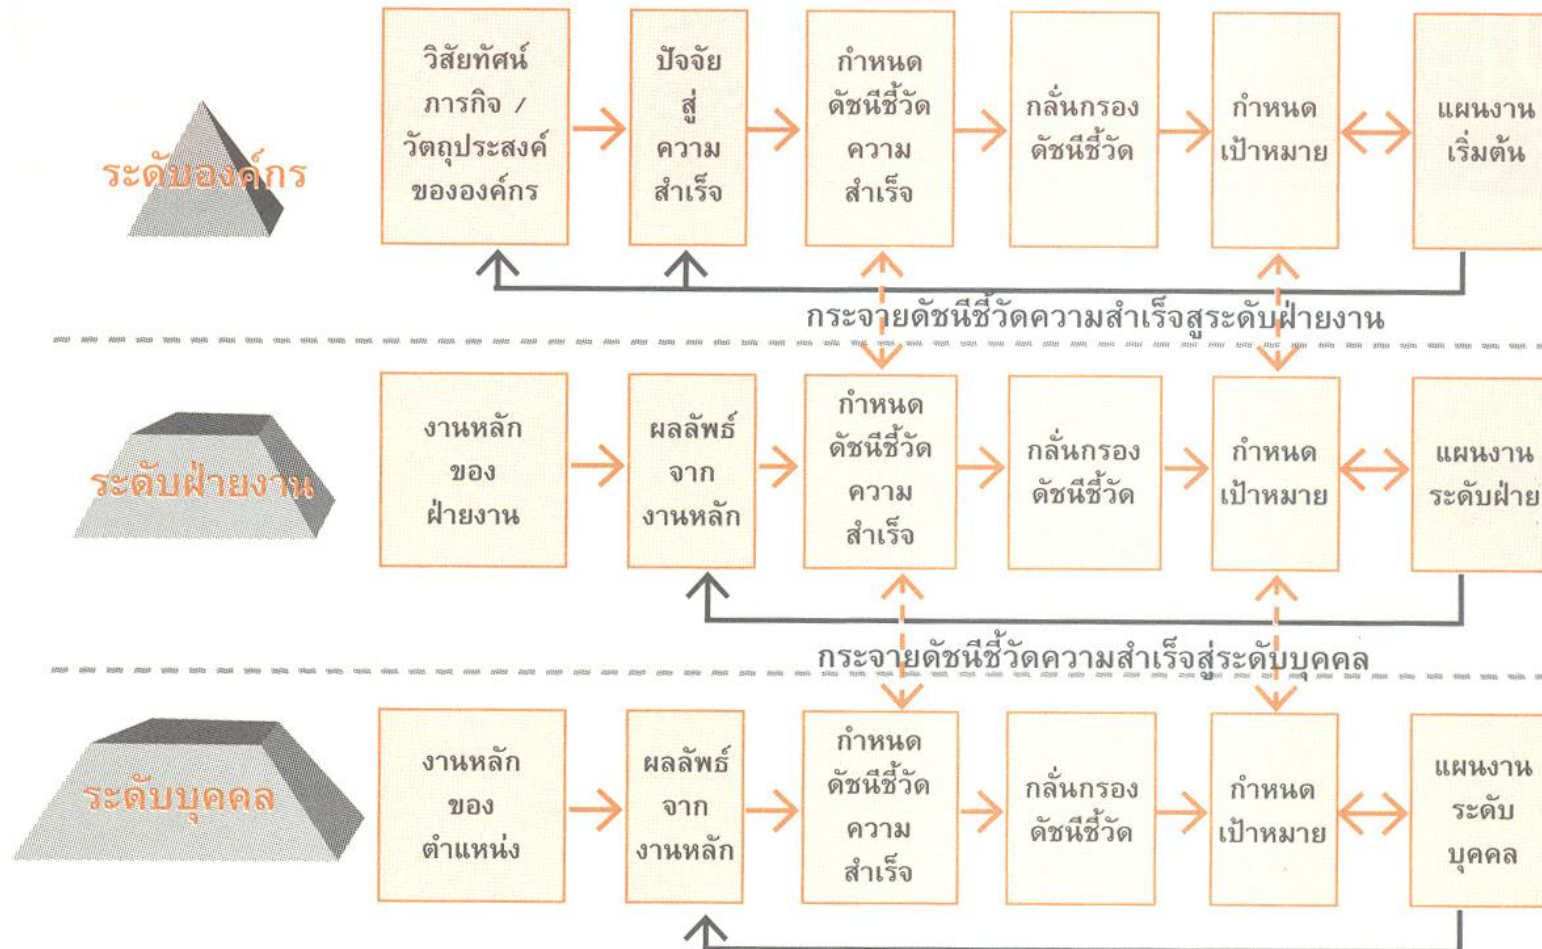 ระดับองค์กร
วิสัยทัศน์
ภารกิจ /
วัตถุประสงค์
ขององค์กร
ปัจจัย
สู่
ความ
สำเร็จ
กำหนด
ดัชนีชี้วัด
ความ
สำเร็จ
กลั่นกรอง
ดัชนีชี้วัด
กำหนด
เป้าหมาย
แผนงาน
เริ่มต้น
กระจายดัชนีชี้วัดความสำเร็จสูระดับฝ่ายงาน
ระดับฝ่ายงาน
งานหลัก
ของ
ฝ่ายงาน
ผลลัพธ์
จาก
งานหลัก
กำหนด
ดัชนีชี้วัด
ความ
สำเร็จ
กลั่นกรอง
ดัชนีชี้วัด
กำหนด
เป้าหมาย
แผนงาน
ระดับฝ่าย
กระจายดัชนีชี้วัดความสำเร็จสู่ระดับบุคคล
ระดับบุคคล
งานหลัก
ของ
ตำแหน่ง
ผลลัพธ์
จาก
งานหลัก
กำหนด
ดัชนีชี้วัด
ความ
สำเร็จ
กลั่นกรอง
ดัชนีชี้วัด
กำหนด
เป้าหมาย
แผนงาน
ระดับ
บุคคล